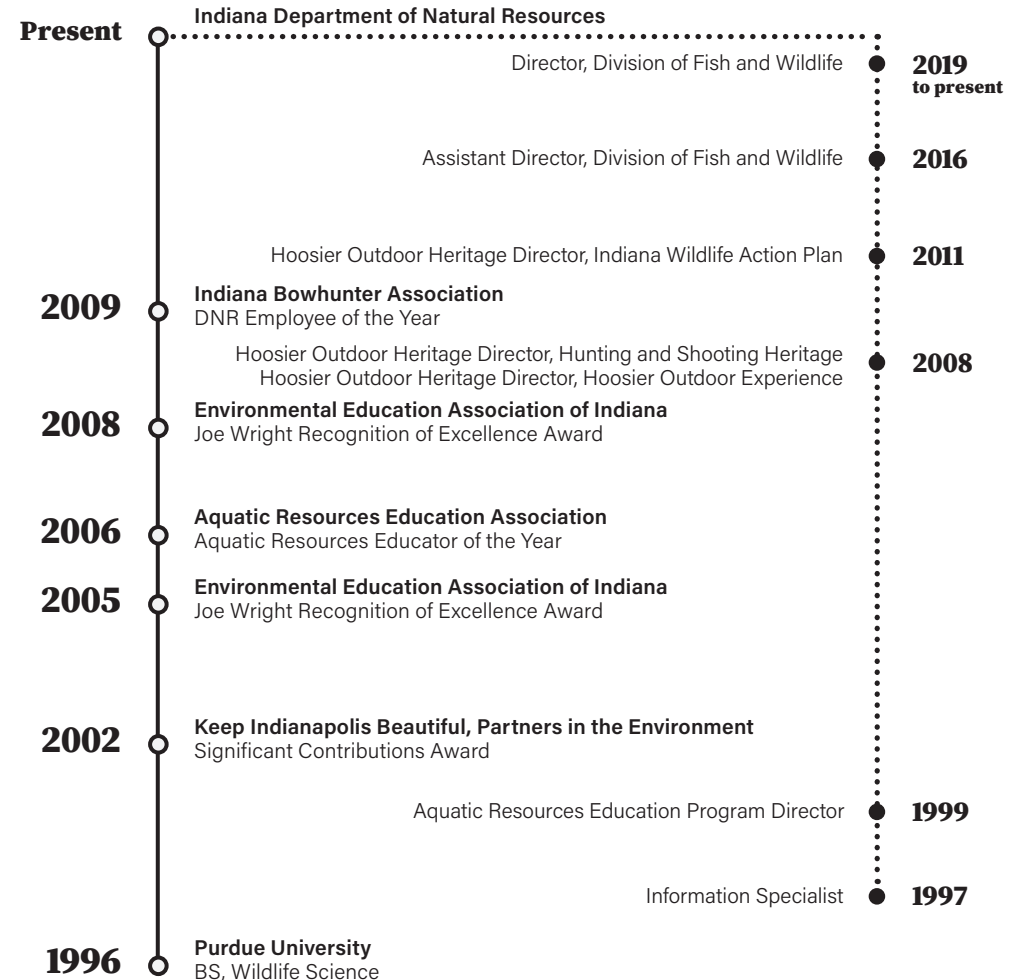 Present
Indiana Department of Natural Resources
Director, Division of Fish and Wildlife
2019
to present
Assistant Director, Division of Fish and Wildlife
2016
Hoosier Outdoor Heritage Director, Indiana Wildlife Action Plan
2011
2009
Indiana Bowhunter Association
DNR Employee of the Year
Hoosier Outdoor Heritage Director, Hunting and Shooting Heritage
Hoosier Outdoor Heritage Director, Hoosier Outdoor Experience
2008
2008
Environmental Education Association of Indiana
Joe Wright Recognition of Excellence Award
2006
Aquatic Resources Education Association
Aquatic Resources Educator of the Year
2005
Environmental Education Association of Indiana
Joe Wright Recognition of Excellence Award
2002
Keep Indianapolis Beautiful, Partners in the Environment
Significant Contributions Award
Aquatic Resources Education Program Director
1999
Information Specialist
1997
1996
Purdue University
BS, Wildlife Science